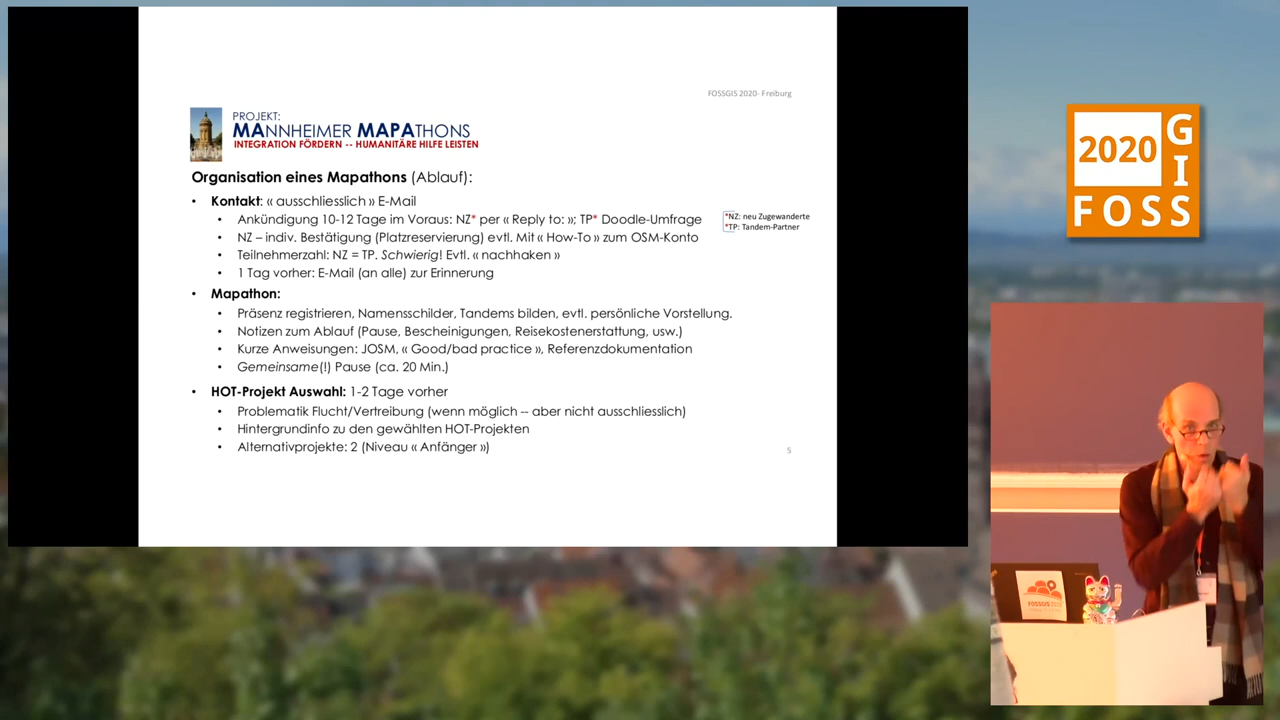 FOSSGIS 2020- Freiburg
PROJEKT:
MANNHEIMER MAPATHONS
INTEGRATION FÖRDERN -- HUMANITÄRE HILFE LEISTEN
Organisation eines Mapathons (Ablauf):
• Kontakt: « ausschliesslich » E-Mail
• Ankündigung 10-12 Tage im Voraus: NZ* per « Reply to: »; TP* Doodle-Umfrage
• NZ – indiv. Bestätigung (Platzreservierung) evtl. Mit « How-To » zum OSM-Konto
• Teilnehmerzahl: NZ = TP. Schwierig! Evtl. « nachhaken »
• 1 Tag vorher: E-Mail (an alle) zur Erinnerung
*NZ: neu Zugewanderte
*TP: Tandem-Partner
• Mapathon:
• Präsenz registrieren, Namensschilder, Tandems bilden, evtl. persönliche Vorstellung.
• Notizen zum Ablauf (Pause, Bescheinigungen, Reisekostenerstattung, usw.)
• Kurze Anweisungen: JOSM, « Good/bad practice », Referenzdokumentation
• Gemeinsame(!) Pause (ca. 20 Min.)
• HOT-Projekt Auswahl: 1-2 Tage vorher
• Problematik Flucht/Vertreibung (wenn möglich -- aber nicht ausschliesslich)
• Hintergrundinfo zu den gewählten HOT-Projekten
• Alternativprojekte: 2 (Niveau « Anfänger »)
5
2020
GIS
FOSS
FOSSGIS